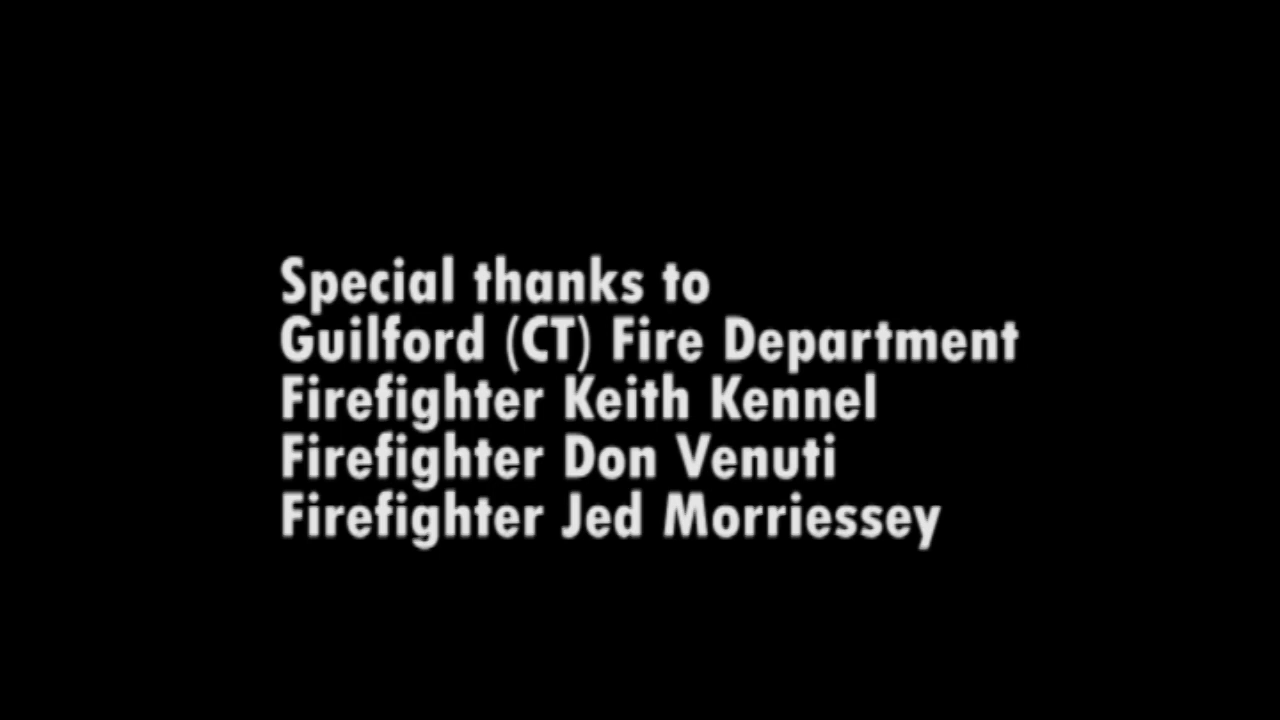 Special thanks to
Guilford (CT) Fire Department
Firefighter Keith Kennel
Firefighter Don Venuti
Firefighter Jed Morriessey